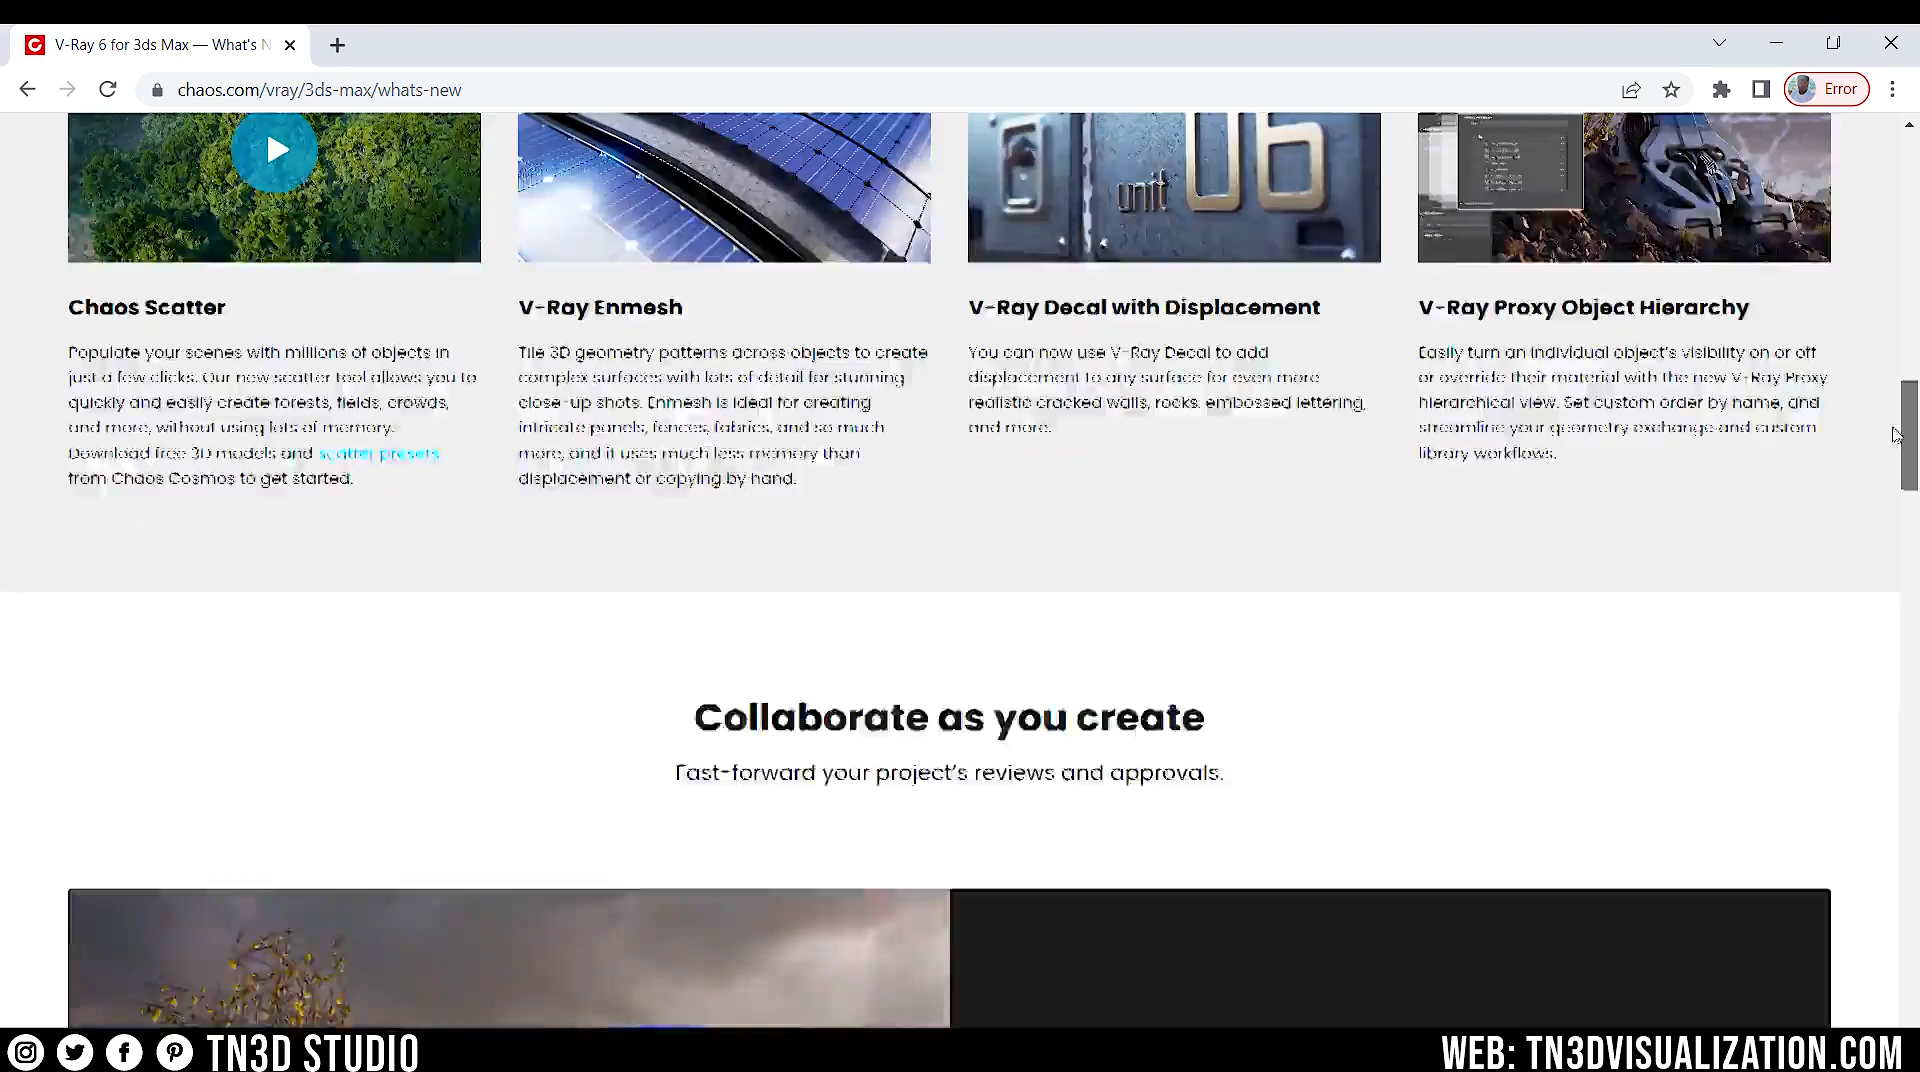 V-Ray 6 for 3ds Max — What's N
chaos.com/vray/3ds-max/whats-new
Error
unit 06
Chaos Scatter
Populate your scenes with millions of objects in
just a few clicks. Our new scatter tool allows you to
quickly and easily create forests, fields, crowds,
and more, without using lots of memory.
Download free 3D models and scatter presets
from Chaos Cosmos to get started.
V-Ray Enmesh
Tile 3D geometry patterns across objects to create
complex surfaces with lots of detail for stunning
close-up shots. Enmesh is ideal for creating
intricate panels, fences, fabrics, and so much
more, and it uses much less memory than
displacement or copying by hand.
V-Ray Decal with Displacement
You can now use V-Ray Decal to add
displacement to any surface for even more
realistic cracked walls, rocks, embossed lettering,
and more.
V-Ray Proxy Object Hierarchy
Easily turn an individual object's visibility on or off
or override their material with the new V-Ray Proxy
hierarchical view. Set custom order by name, and
streamline your geometry exchange and custom
library workflows.
Collaborate as you create
Fast-forward your project's reviews and approvals.
TN3D STUDIO
WEB: TN3DVISUALIZATION.COM